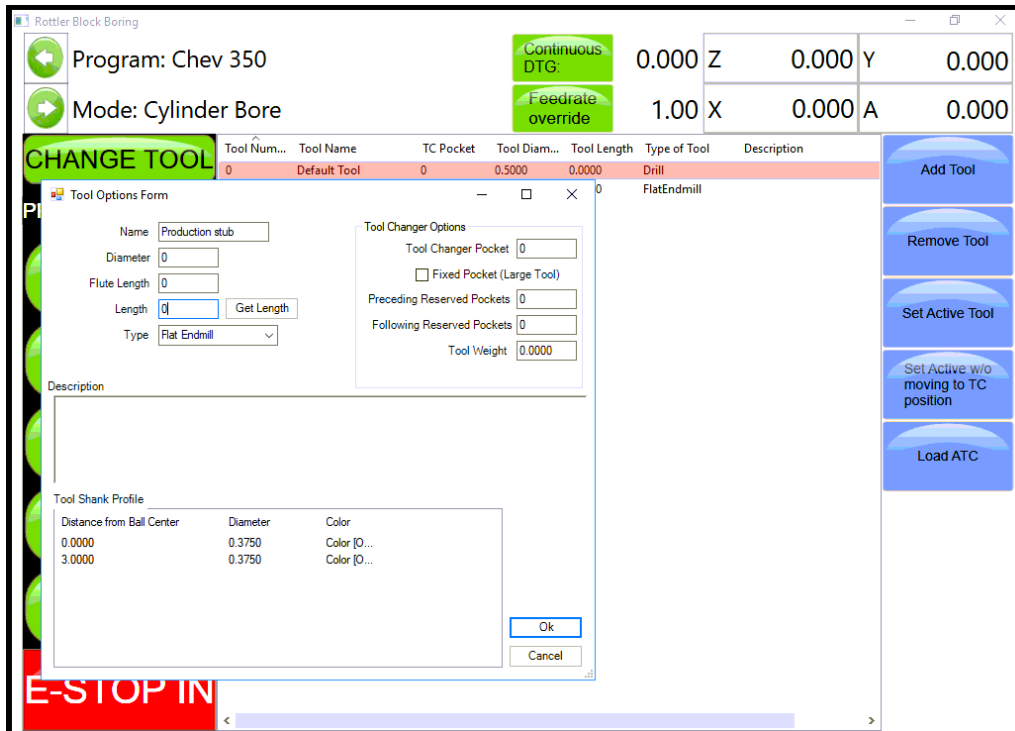 Rottler Block Boring
Program: Chev 350
Continuous
DTG:
0.000 Z 0.000 Y 0.000
Mode: Cylinder Bore
Feedrate
override
1.00 X 0.000 A 0.000
CHANGE TOOL
Tool Num... Tool Name TC Pocket Tool Diam... Tool Length Type of Tool Description
0 Default Tool 0 0.5000 0.0000 Drill
0 FlatEndmill
Add Tool
Remove Tool
Set Active Tool
Set Active w/o
moving to TC
position
Load ATC
Tool Options Form
Name Production stub
Diameter 0
Flute Length 0
Length 0 Get Length
Type Flat Endmill
Tool Changer Options
Tool Changer Pocket 0
Fixed Pocket (Large Tool)
Preceding Reserved Pockets 0
Following Reserved Pockets 0
Tool Weight 0.0000
Description
Tool Shank Profile
Distance from Ball Center Diameter Color
0.0000 0.3750 Color [O...
3.0000 0.3750 Color [O...
Ok
Cancel
E-STOP IN